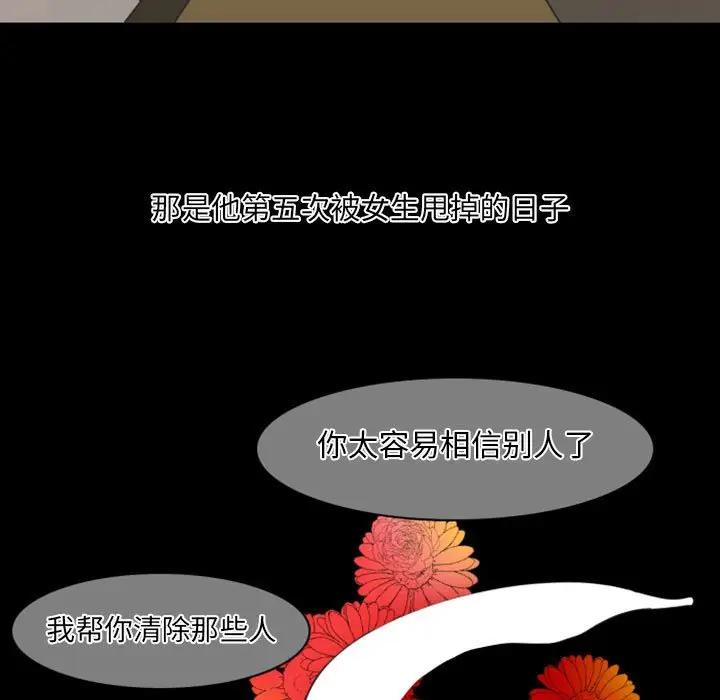 那是他第五次被女生甩掉的日子
你太容易相信别人了
我帮你清除那些人